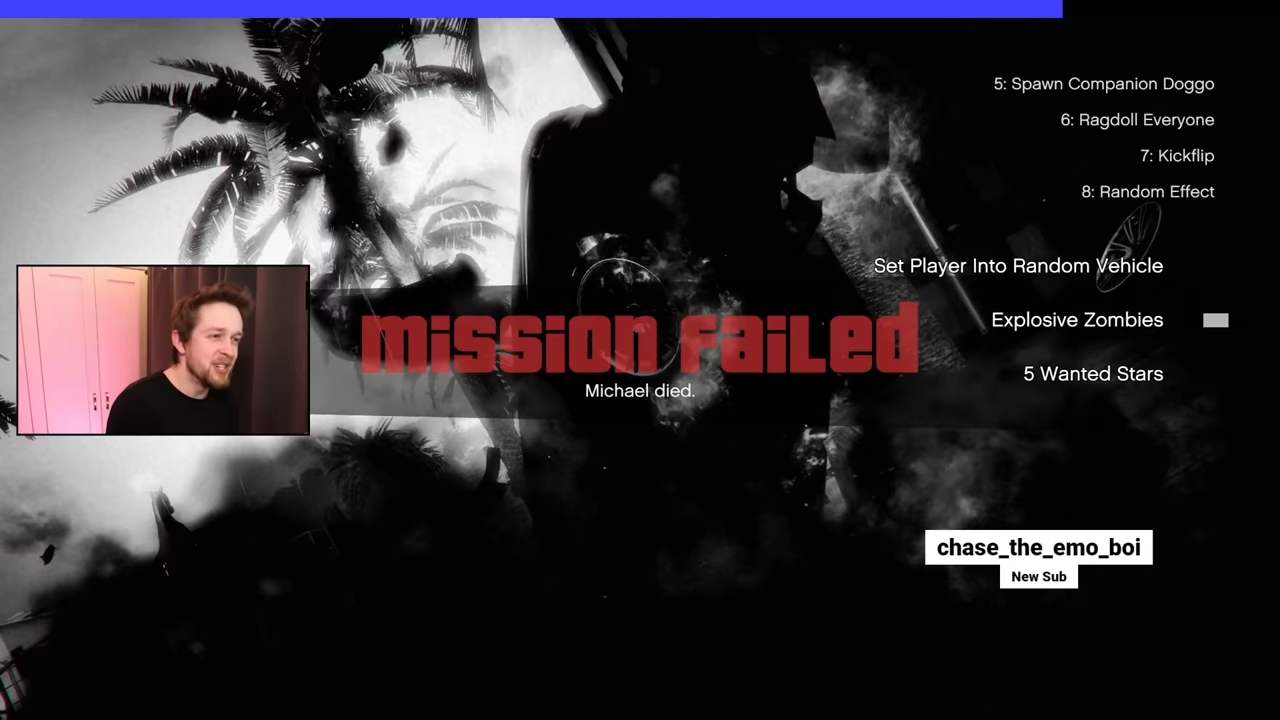 5: Spawn Companion Doggo
6: Ragdoll Everyone
7: Kickflip
8: Random Effect
Set Player Into Random Vehicle
Explosive Zombies
5 Wanted Stars
mission failed
Michael died.
chase_the_emo_boi
New Sub